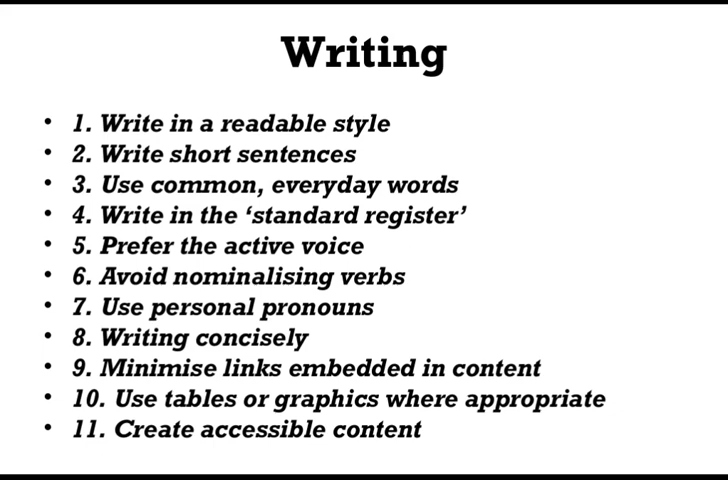 Writing
• 1. Write in a readable style
• 2. Write short sentences
• 3. Use common, everyday words
• 4. Write in the ‘standard register’
• 5. Prefer the active voice
• 6. Avoid nominalising verbs
• 7. Use personal pronouns
• 8. Writing concisely
• 9. Minimise links embedded in content
• 10. Use tables or graphics where appropriate
• 11. Create accessible content